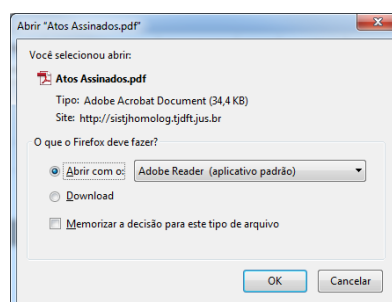 Abrir "Atos Assinados.pdf"
Você selecionou abrir:
Atos Assinados.pdf
Tipo: Adobe Acrobat Document (34,4 KB)
Site: http://sistjhomolog.tjdft.jus.br
O que o Firefox deve fazer?
Abrir com o: Adobe Reader (aplicativo padrão)
Download
Memorizar a decisão para este tipo de arquivo
OK Cancelar